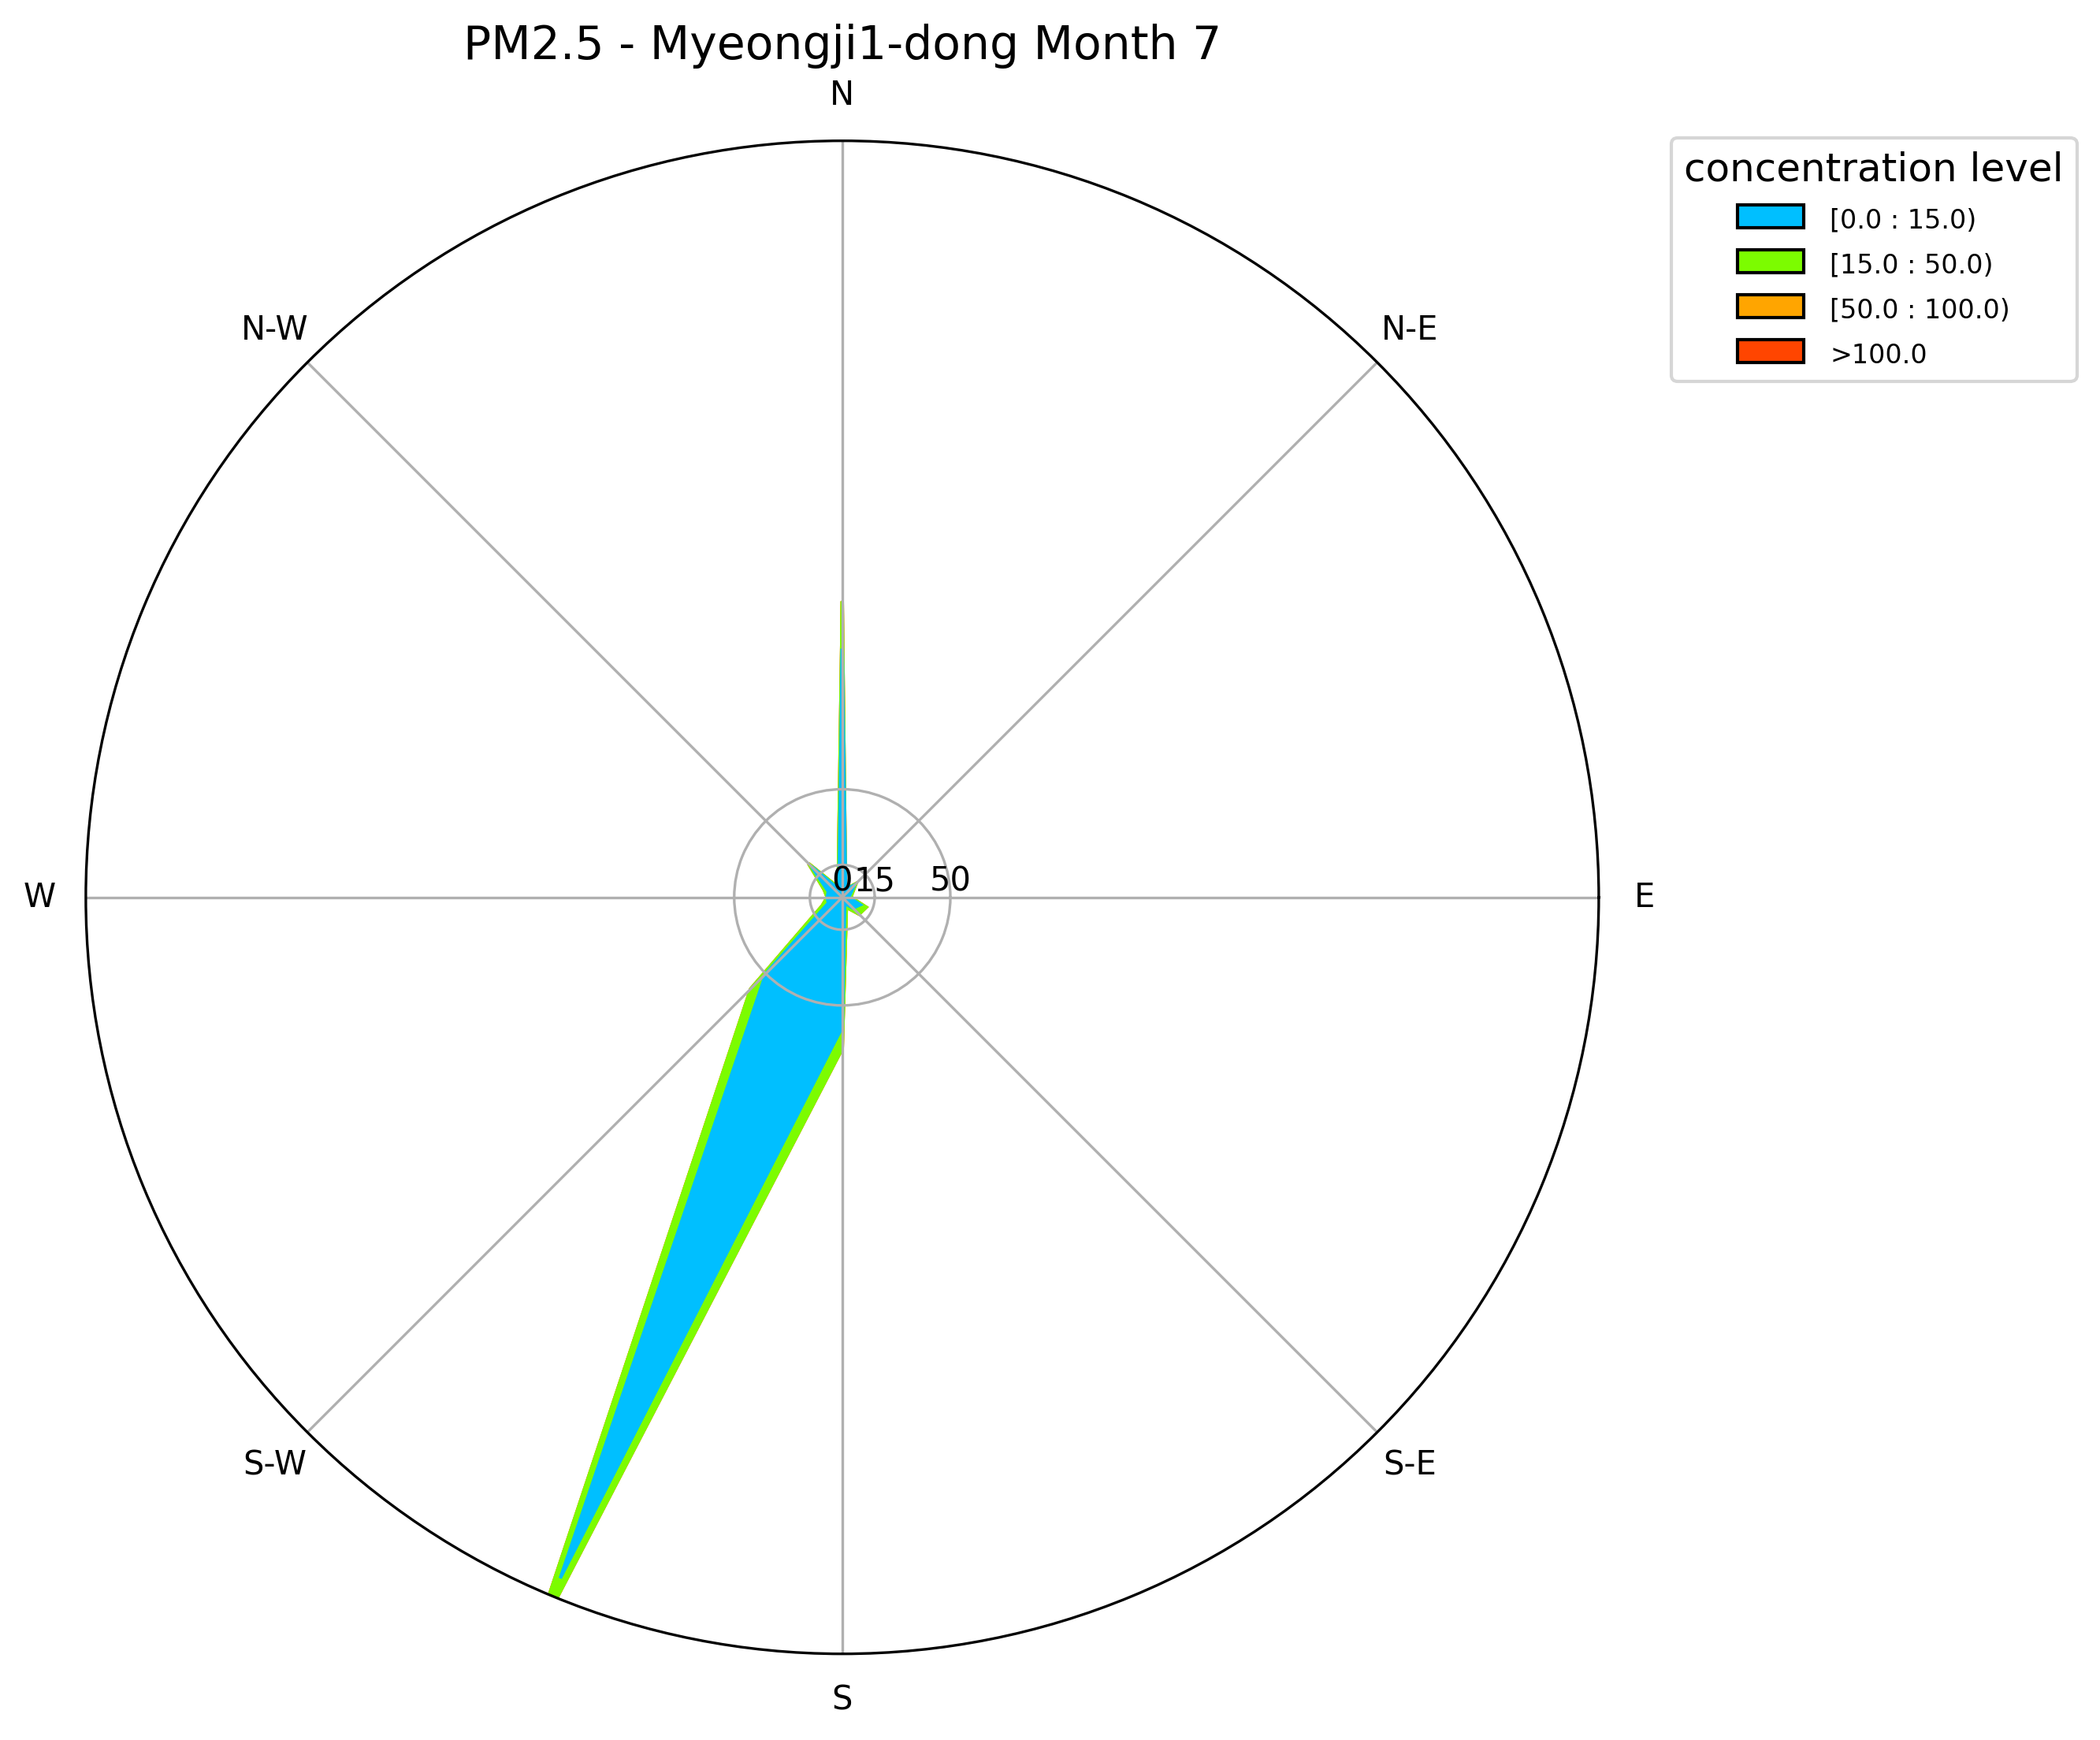 PM2.5 - Myeongji1-dong Month 7
N
concentration level
[0.0 : 15.0)
[15.0 : 50.0)
[50.0 : 100.0)
>100.0
N-W
N-E
0
15
50
W
E
S-W
S-E
S